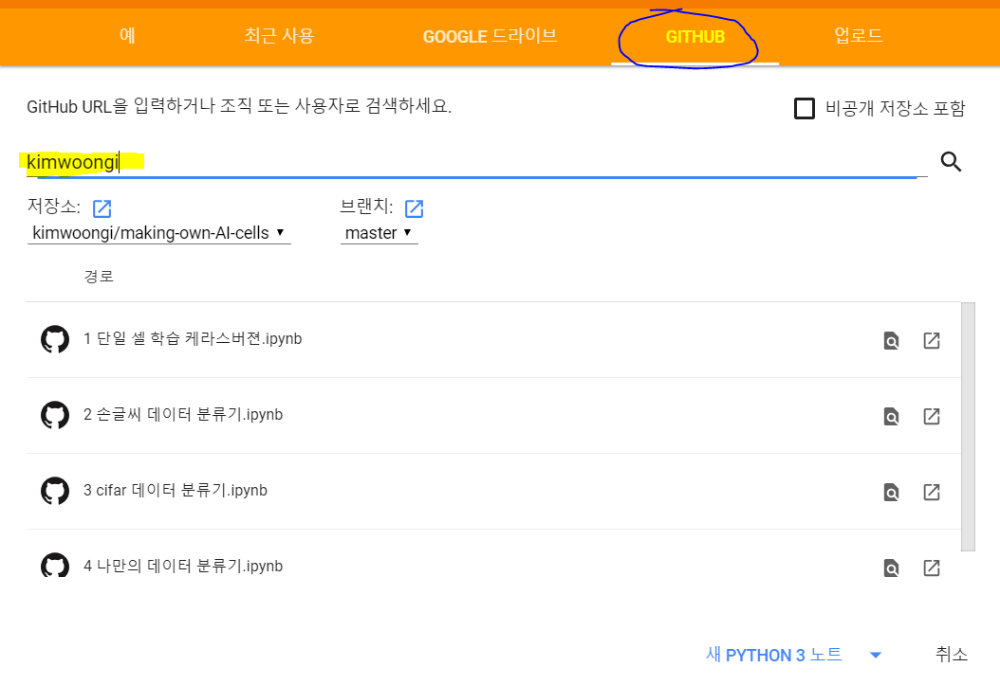 예 최근 사용 GOOGLE 드라이브 GITHUB 업로드
GitHub URL을 입력하거나 조직 또는 사용자로 검색하세요. 비공개 저장소 포함
kimwoongi
저장소: 브랜치:
kimwoongi/making-own-AI-cells master
경로
1 단일 셀 학습 케라스버젼.ipynb
2 손글씨 데이터 분류기.ipynb
3 cifar 데이터 분류기.ipynb
4 나만의 데이터 분류기.ipynb
새 PYTHON 3 노트 취소